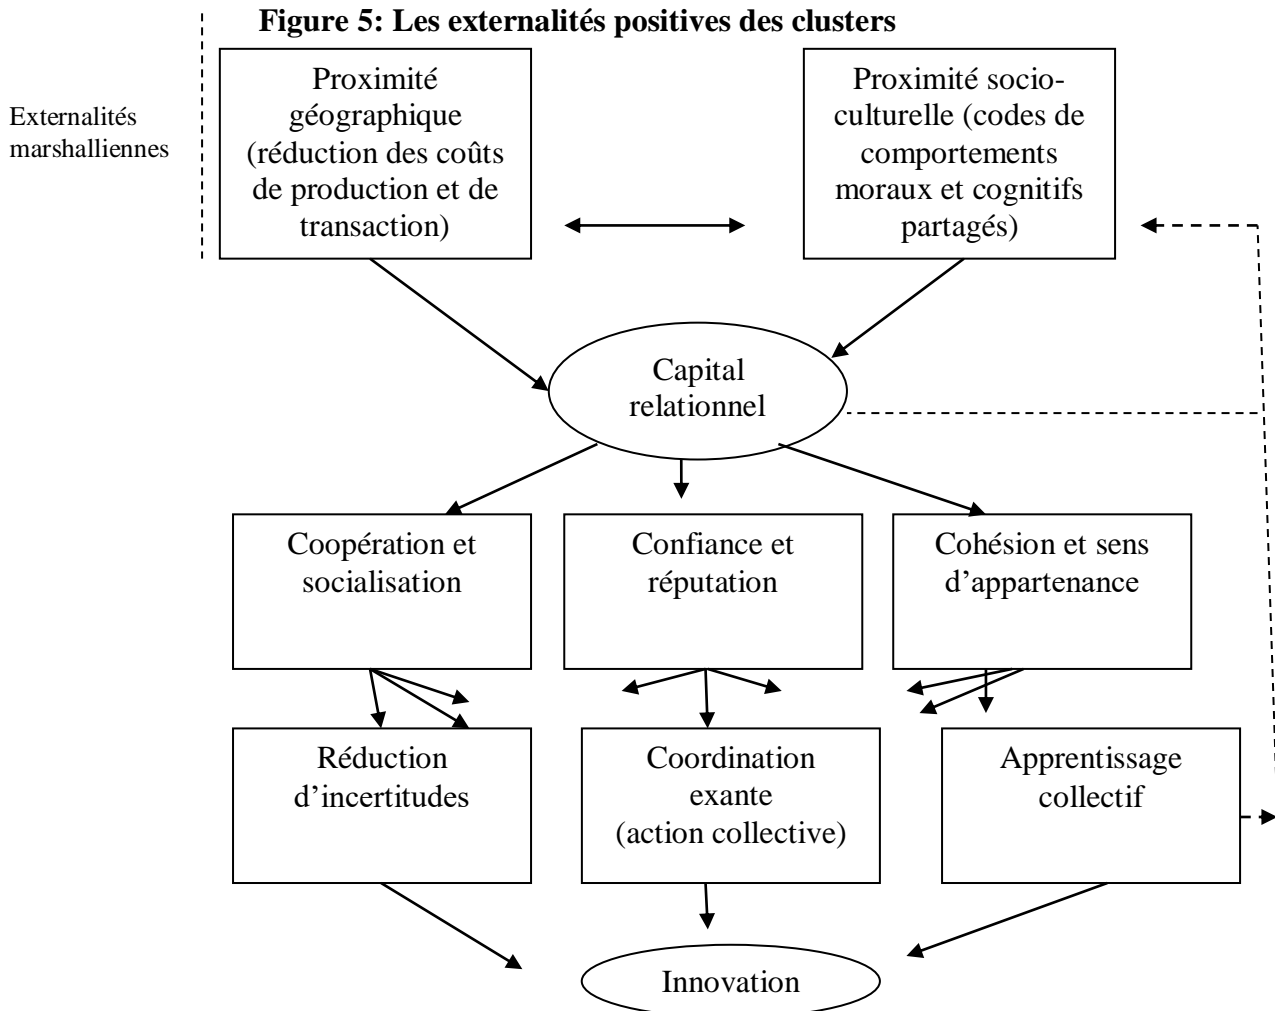 Figure 5: Les externalités positives des clusters
Externalités
marshalliennes
Proximité
géographique
(réduction des coûts
de production et de
transaction)
Proximité socio-
culturelle (codes de
comportements
moraux et cognitifs
partagés)
Capital
relationnel
Coopération et
socialisation
Confiance et
réputation
Cohésion et sens
d’appartenance
Réduction
d’incertitudes
Coordination
exante
(action collective)
Apprentissage
collectif
Innovation